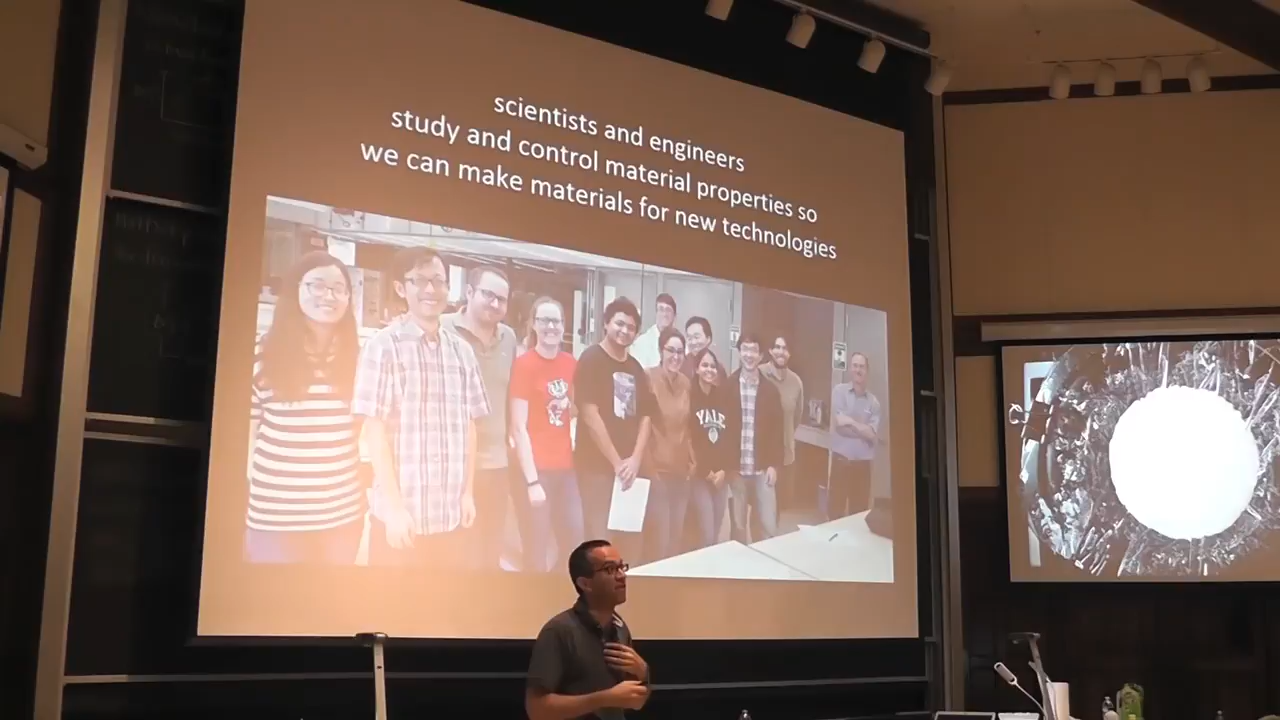 scientists and engineers
study and control material properties so
we can make materials for new technologies
YALE